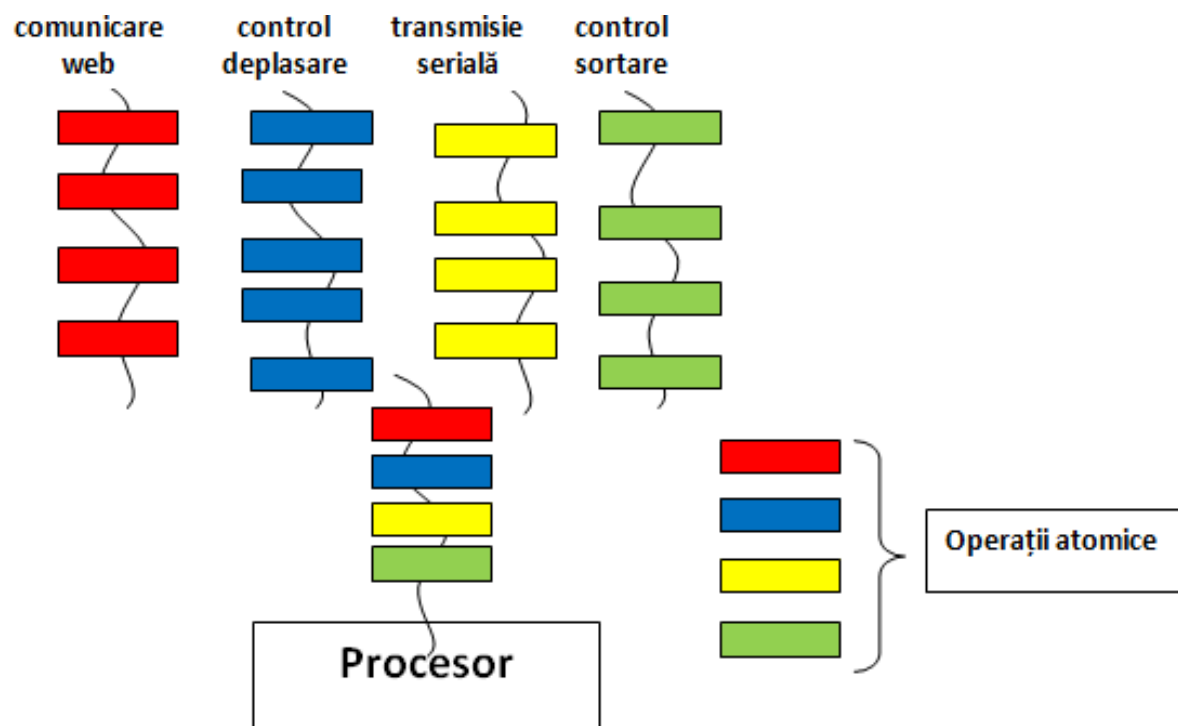 comunicare
web
control
deplasare
transmisie
serială
control
sortare
Operații atomice
Procesor